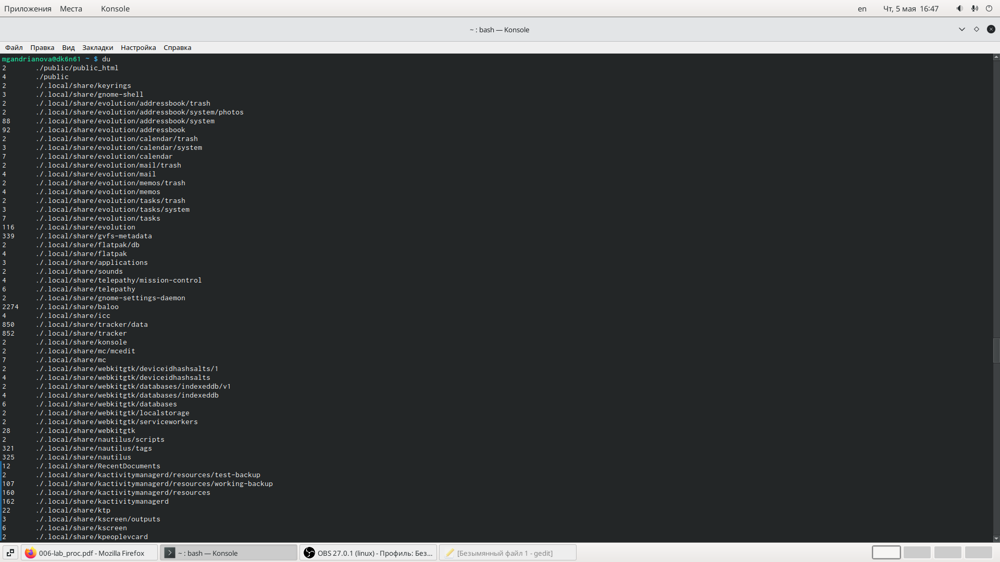 Приложения Места Konsole en Чт, 5 мая 16:47
~ : bash — Konsole
Файл Правка Вид Закладки Настройка Справка
mgandrianova@dk6n61 ~ $ du
2 ./public/public_html
4 ./public
2 ./.local/share/keyrings
3 ./.local/share/gnome-shell
2 ./.local/share/evolution/addressbook/trash
2 ./.local/share/evolution/addressbook/system/photos
88 ./.local/share/evolution/addressbook/system
92 ./.local/share/evolution/addressbook
2 ./.local/share/evolution/calendar/trash
3 ./.local/share/evolution/calendar/system
7 ./.local/share/evolution/calendar
2 ./.local/share/evolution/mail/trash
4 ./.local/share/evolution/mail
2 ./.local/share/evolution/memos/trash
4 ./.local/share/evolution/memos
2 ./.local/share/evolution/tasks/trash
3 ./.local/share/evolution/tasks/system
7 ./.local/share/evolution/tasks
116 ./.local/share/evolution
339 ./.local/share/gvfs-metadata
2 ./.local/share/flatpak/db
4 ./.local/share/flatpak
3 ./.local/share/applications
2 ./.local/share/sounds
4 ./.local/share/telepathy/mission-control
6 ./.local/share/telepathy
2 ./.local/share/gnome-settings-daemon
2274 ./.local/share/baloo
4 ./.local/share/icc
850 ./.local/share/tracker/data
852 ./.local/share/tracker
2 ./.local/share/konsole
2 ./.local/share/mc/mcedit
7 ./.local/share/mc
2 ./.local/share/webkitgtk/deviceidhashsalts/1
4 ./.local/share/webkitgtk/deviceidhashsalts
2 ./.local/share/webkitgtk/databases/indexeddb/v1
4 ./.local/share/webkitgtk/databases/indexeddb
6 ./.local/share/webkitgtk/databases
2 ./.local/share/webkitgtk/localstorage
2 ./.local/share/webkitgtk/serviceworkers
28 ./.local/share/webkitgtk
2 ./.local/share/nautilus/scripts
321 ./.local/share/nautilus/tags
325 ./.local/share/nautilus
12 ./.local/share/RecentDocuments
2 ./.local/share/kactivitymanagerd/resources/test-backup
107 ./.local/share/kactivitymanagerd/resources/working-backup
160 ./.local/share/kactivitymanagerd/resources
162 ./.local/share/kactivitymanagerd
22 ./.local/share/ktp
3 ./.local/share/kscreen/outputs
6 ./.local/share/kscreen
2 ./.local/share/kpeoplevcard
006-lab_proc.pdf - Mozilla Firefox ~ : bash — Konsole OBS 27.0.1 (linux) - Профиль: Без... [Безымянный файл 1 - gedit]